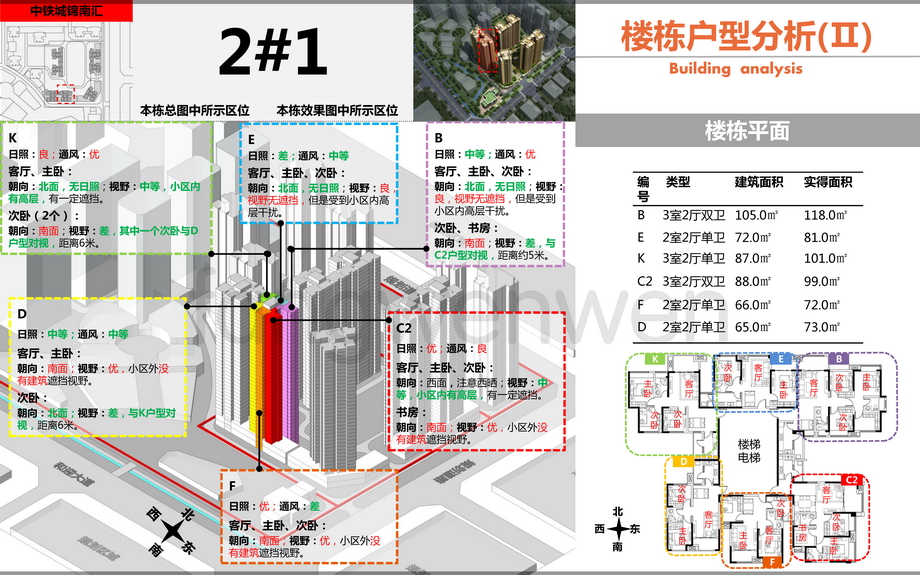 中铁城锦南汇
2#1
本栋总图中所示区位
本栋效果图中所示区位
楼栋户型分析(II)
Building analysis
楼栋平面
K
日照：良；通风：优
客厅、主卧：
朝向：北面，无日照；视野：中等，小区内
有高层，有一定遮挡。
次卧（2个）：
朝向：南面；视野：差，其中一个次卧与D
户型对视，距离6米。
E
日照：差；通风：中等
客厅、主卧、次卧：
朝向：北面，无日照；视野：良，
视野无遮挡，但是受到小区内高
层干扰。
B
日照：中等；通风：优
客厅、主卧、次卧：
朝向：北面，无日照；视野：
良，视野无遮挡，但受到小
区内高层干扰。
次卧、书房：
朝向：南面；视野：差，与
C2户型对视，距离约5米。
D
日照：中等；通风：中等
客厅、主卧：
朝向：南面；视野：优，小区外没
有建筑遮挡视野。
次卧：
朝向：北面；视野：差，与K户型对
视，距离6米。
C2
日照：优；通风：良
客厅、主卧、次卧：
朝向：西面，注意西晒；视野：中
等，小区内有高层，有一定遮挡。
书房：
朝向：南面；视野：优，小区外没
有建筑遮挡视野。
F
日照：优；通风：差
客厅、主卧、次卧：
朝向：南面；视野：优，小区外没
有建筑遮挡视野。
北
西 东
南
编号 类型 建筑面积 实得面积
B 3室2厅双卫 105.0㎡ 118.0㎡
E 2室2厅单卫 72.0㎡ 81.0㎡
K 3室2厅单卫 87.0㎡ 101.0㎡
C2 3室2厅双卫 88.0㎡ 99.0㎡
F 2室2厅单卫 66.0㎡ 72.0㎡
D 2室2厅单卫 65.0㎡ 73.0㎡
K E B
主卧 客厅 次卧 次卧
次卧 客厅 主卧
客厅 次卧 主卧 书房
楼梯
电梯
D C2
次卧 客厅 主卧
次卧 主卧 客厅
客厅 次卧 书房 主卧
F
北
西 东
南